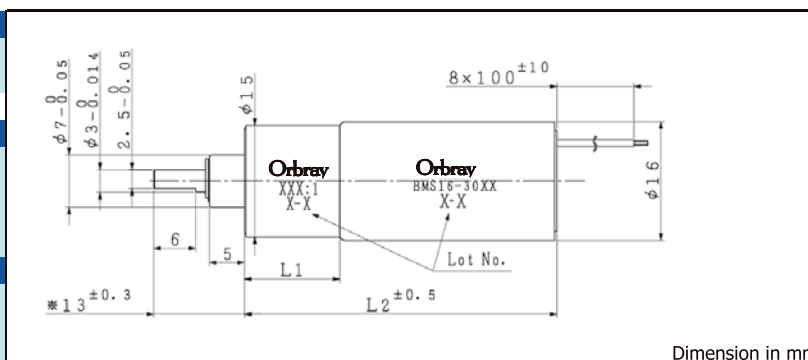 φ7-0/-0.05
φ3-0/-0.014
2.5-0/-0.05
φ15
8×100±10
Orbray
XXX:1
X-X
Orbray
BMS16-30XX
X-X
φ16
6
5
L1
Lot No.
※13±0.3
L2±0.5
Dimension in mm